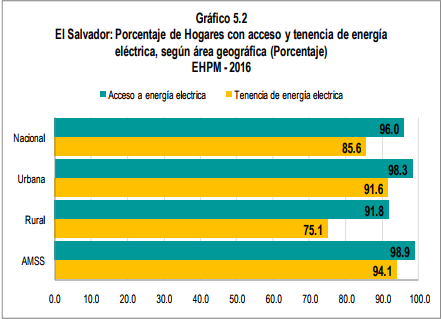 Gráfico 5.2
El Salvador: Porcentaje de Hogares con acceso y tenencia de energía
eléctrica, según área geográfica (Porcentaje)
EHPM - 2016
Acceso a energía electrica Tenencia de energía electrica
Nacional 96.0
85.6
Urbana 98.3
91.6
Rural 91.8
75.1
AMSS 98.9
94.1
0.0 10.0 20.0 30.0 40.0 50.0 60.0 70.0 80.0 90.0 100.0